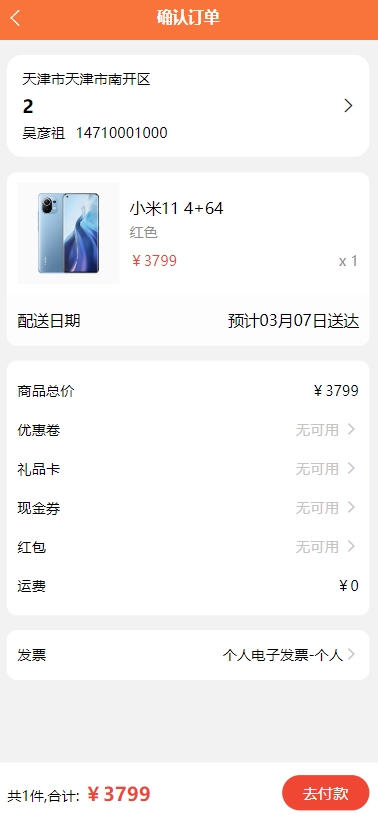 确认订单
天津市天津市南开区
2
吴彦祖 14710001000
小米11 4+64
红色
￥3799 x 1
配送日期 预计03月07日送达
商品总价 ￥3799
优惠卷 无可用
礼品卡 无可用
现金券 无可用
红包 无可用
运费 ￥0
发票 个人电子发票-个人
共1件,合计: ￥3799 去付款